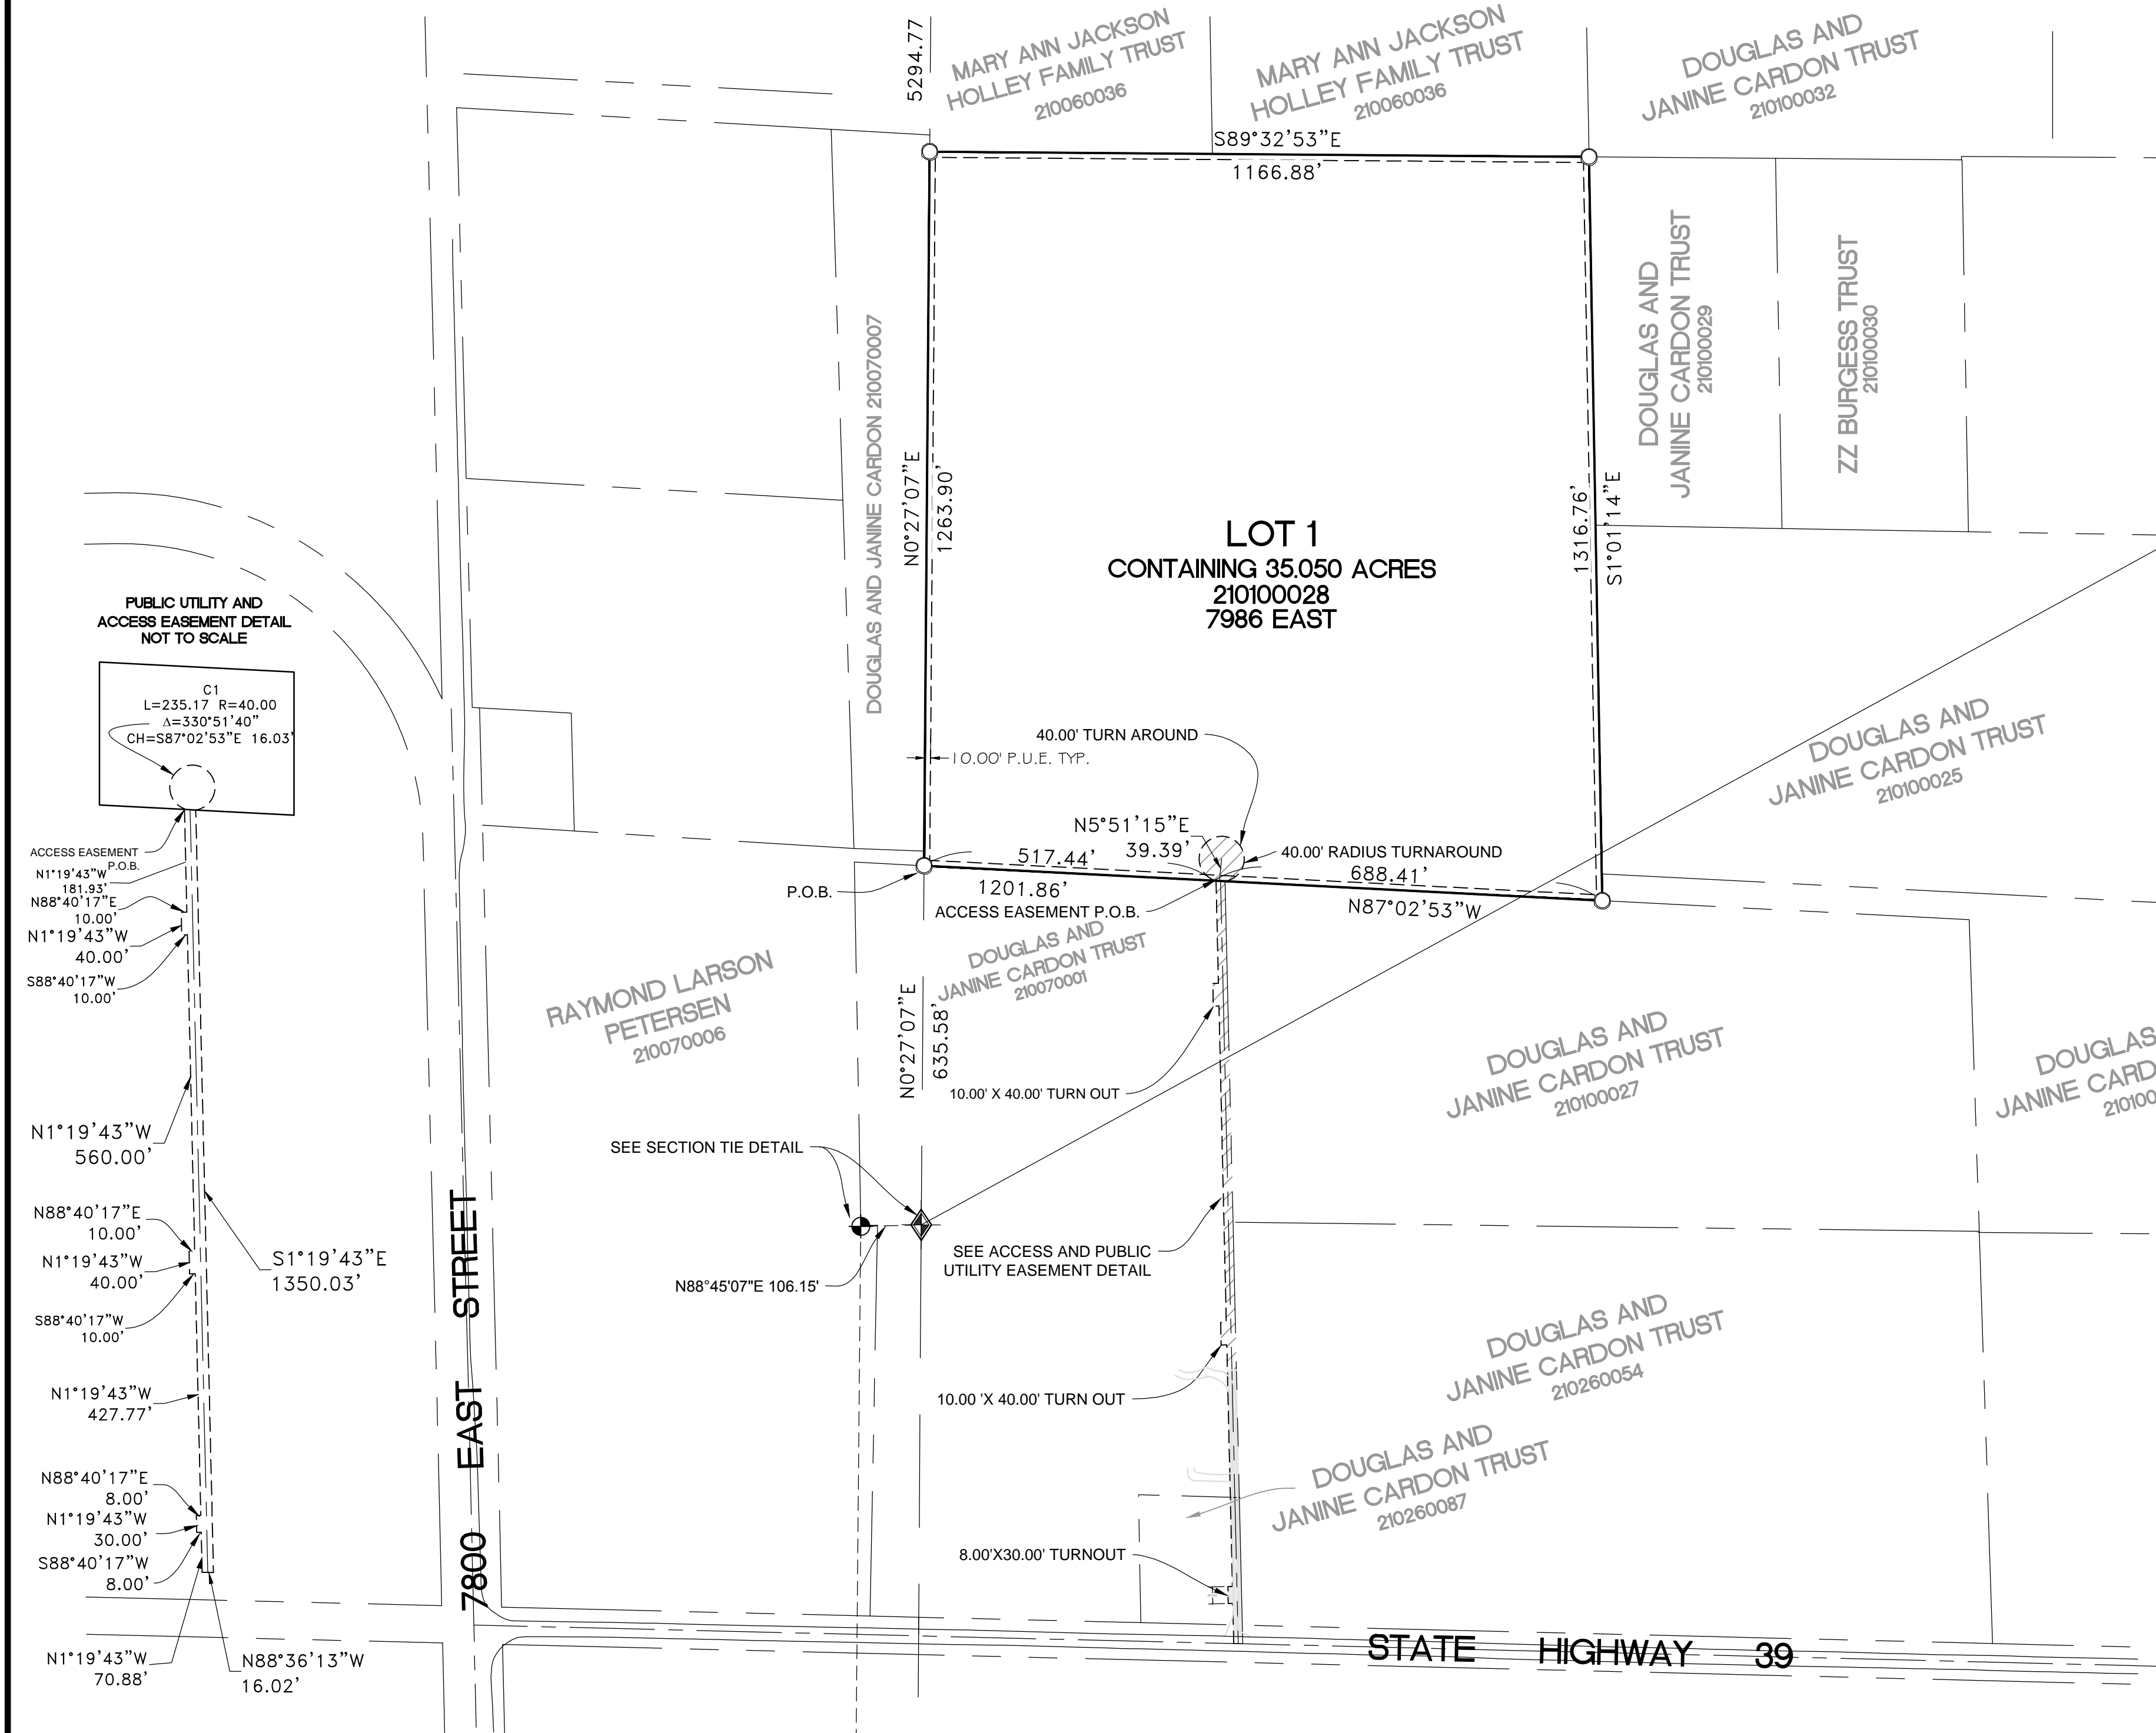 5294.77
MARY ANN JACKSON
HOLLEY FAMILY TRUST
210060036
MARY ANN JACKSON
HOLLEY FAMILY TRUST
210060036
DOUGLAS AND
JANINE CARDON TRUST
210100032
S89°32'53"E
1166.88'
DOUGLAS AND JANINE CARDON 210070007
N0°27'07"E
1263.90'
LOT 1
CONTAINING 35.050 ACRES
210100028
7986 EAST
1316.76'
S1°01'14"E
DOUGLAS AND
JANINE CARDON TRUST
210100029
ZZ BURGESS TRUST
210100030
PUBLIC UTILITY AND
ACCESS EASEMENT DETAIL
NOT TO SCALE
C1
L=235.17 R=40.00
Δ=330°51'40"
CH=S87°02'53"E 16.03'
ACCESS EASEMENT
P.O.B.
N1°19'43"W
181.93'
N88°40'17"E
10.00'
N1°19'43"W
40.00'
S88°40'17"W
10.00'
N1°19'43"W
560.00'
N88°40'17"E
10.00'
N1°19'43"W
40.00'
S88°40'17"W
10.00'
S1°19'43"E
1350.03'
N1°19'43"W
427.77'
N88°40'17"E
8.00'
N1°19'43"W
30.00'
S88°40'17"W
8.00'
N1°19'43"W
70.88'
N88°36'13"W
16.02'
7800 EAST STREET
40.00' TURN AROUND
10.00' P.U.E. TYP.
N5°51'15"E
39.39'
517.44'
40.00' RADIUS TURNAROUND
688.41'
P.O.B.
1201.86'
ACCESS EASEMENT P.O.B.
N87°02'53"W
DOUGLAS AND
JANINE CARDON TRUST
210100025
RAYMOND LARSON
PETERSEN
210070006
DOUGLAS AND
JANINE CARDON TRUST
210070001
N0°27'07"E
635.58'
10.00' X 40.00' TURN OUT
DOUGLAS AND
JANINE CARDON TRUST
210100027
DOUGLAS
JANINE CARD
210100
SEE SECTION TIE DETAIL
SEE ACCESS AND PUBLIC
UTILITY EASEMENT DETAIL
N88°45'07"E 106.15'
10.00 'X 40.00' TURN OUT
DOUGLAS AND
JANINE CARDON TRUST
210260054
DOUGLAS AND
JANINE CARDON TRUST
210260087
8.00'X30.00' TURNOUT
STATE HIGHWAY 39